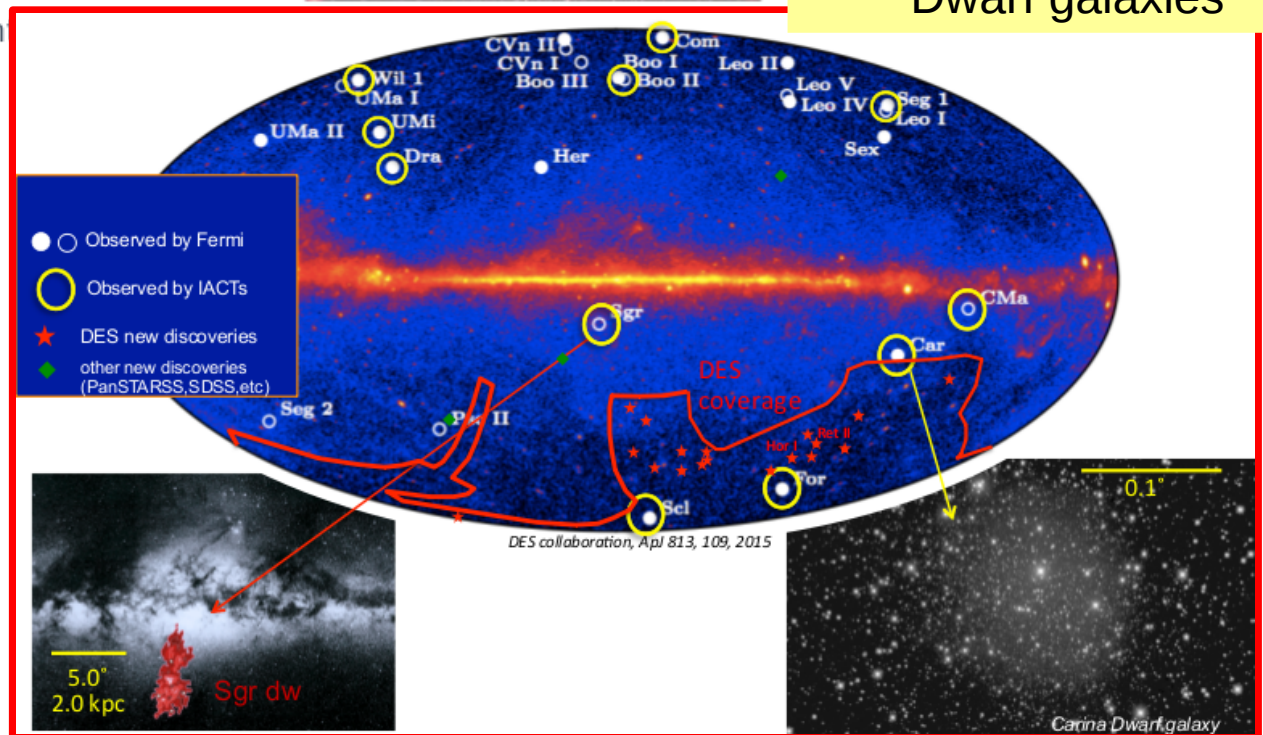 Dwarf galaxies
CVn II
Com
CVn I
Boo I
Leo II
Boo III
Boo II
Wil 1
Leo V
UMa I
Leo IV
Seg 1
Leo I
UMa II
UMi
Sex
Dra
Her
Observed by Fermi
Observed by IACTs
DES new discoveries
other new discoveries
(PanSTARSS,SDSS,etc)
Sgr
CMa
Car
DES
coverage
Seg 2
Ret II
Hor I
For
Scl
DES collaboration, ApJ 813, 109, 2015
0.1°
5.0°
2.0 kpc
Sgr dw
Carina Dwarf galaxy